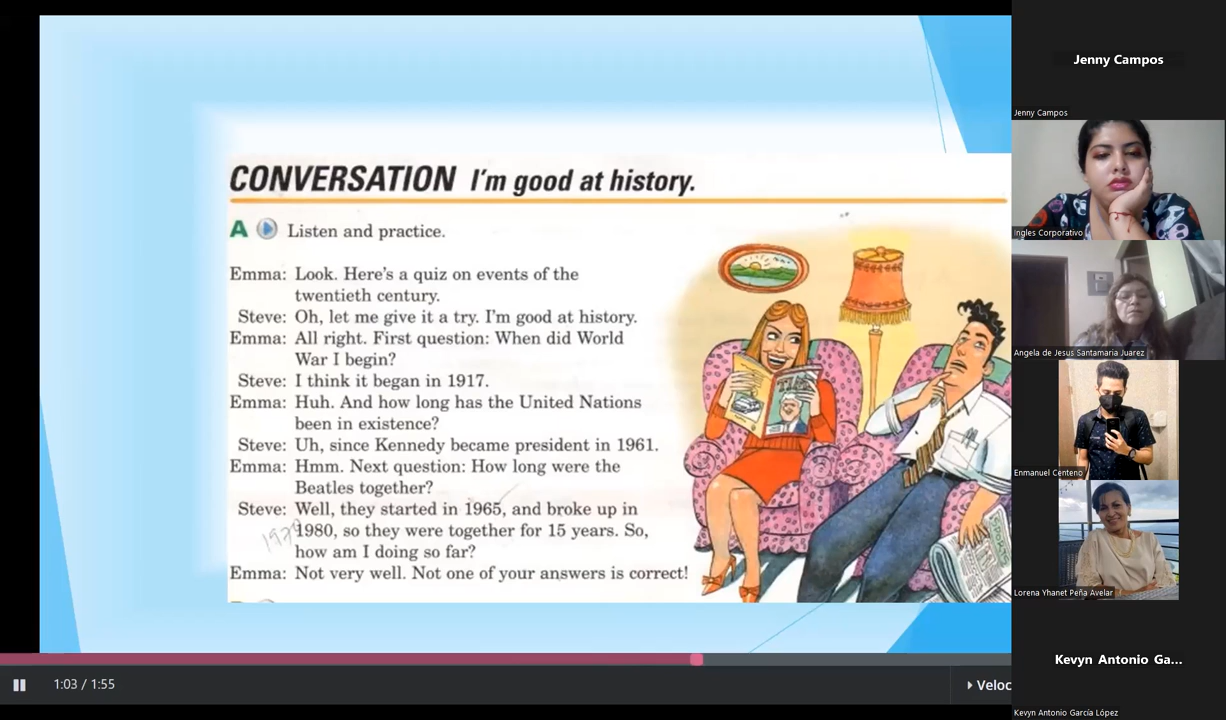 CONVERSATION I'm good at history.
A Listen and practice.
Emma: Look. Here's a quiz on events of the
twentieth century.
Steve: Oh, let me give it a try. I'm good at history.
Emma: All right. First question: When did World
War I begin?
Steve: I think it began in 1917.
Emma: Huh. And how long has the United Nations
been in existence?
Steve: Uh, since Kennedy became president in 1961.
Emma: Hmm. Next question: How long were the
Beatles together?
Steve: Well, they started in 1965, and broke up in
1980, so they were together for 15 years. So,
how am I doing so far?
Emma: Not very well. Not one of your answers is correct!
SPORTS
1:03 / 1:55
Veloc
Jenny Campos
Jenny Campos
Ingles Corporativo
Angela de Jesus Santamaria Juarez
Enmanuel Centeno
Lorena Yhanet Peña Avelar
Kevyn Antonio Ga...
Kevyn Antonio García López